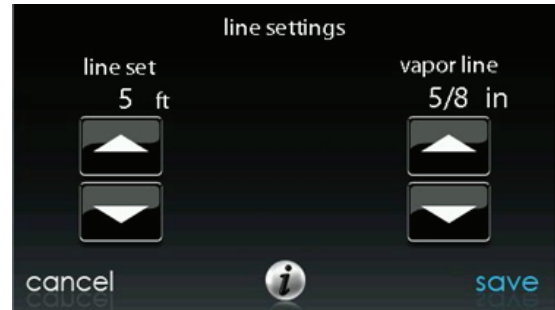 line settings
line set
5 ft
vapor line
5/8 in
cancel
i
save